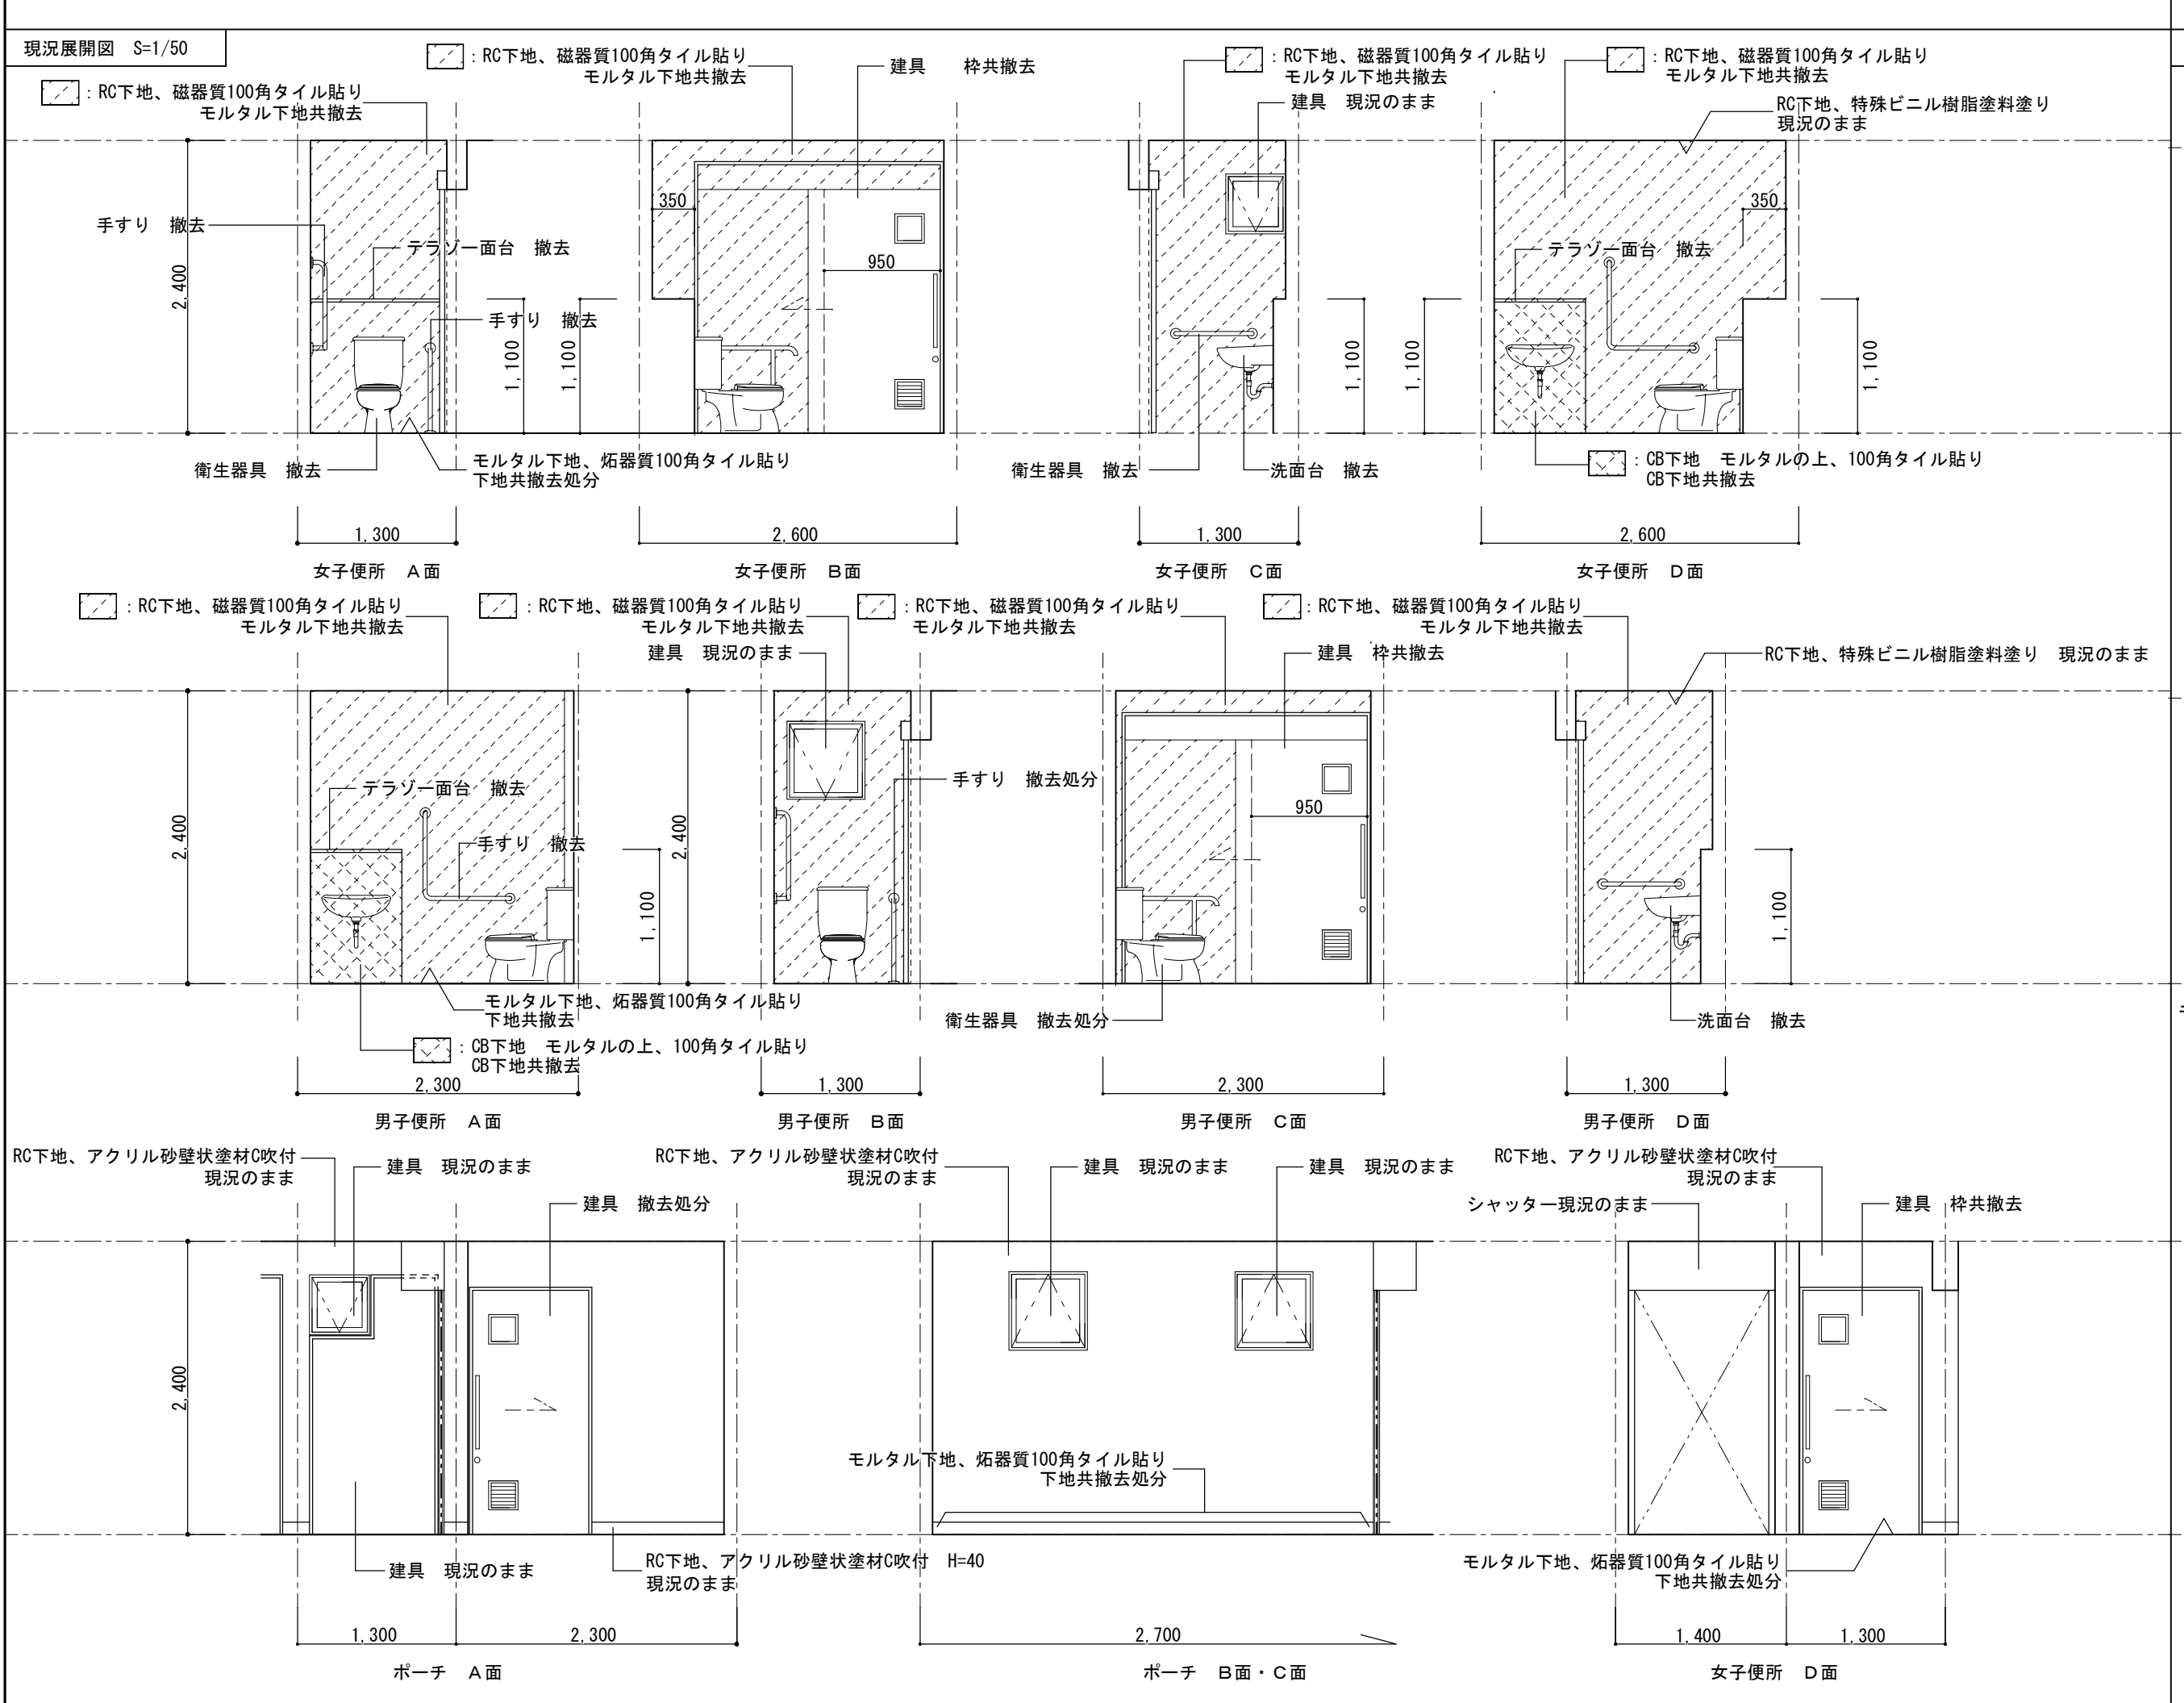 現況展開図　S=1/50
：RC下地、磁器質100角タイル貼り
モルタル下地共撤去
：RC下地、磁器質100角タイル貼り
モルタル下地共撤去
建具　　枠共撤去
：RC下地、磁器質100角タイル貼り
モルタル下地共撤去
建具　現況のまま
：RC下地、磁器質100角タイル貼り
モルタル下地共撤去
RC下地、特殊ビニル樹脂塗料塗り
現況のまま
手すり　撤去
テラゾー面台　撤去
2,400
手すり　撤去
1,100
1,100
350
950
1,100
1,100
350
テラゾー面台　撤去
1,100
衛生器具　撤去
モルタル下地、炻器質100角タイル貼り
下地共撤去処分
衛生器具　撤去
洗面台　撤去
：CB下地　モルタルの上、100角タイル貼り
CB下地共撤去
1,300
2,600
1,300
2,600
女子便所　Ａ面
女子便所　Ｂ面
女子便所　Ｃ面
女子便所　Ｄ面
：RC下地、磁器質100角タイル貼り
モルタル下地共撤去
：RC下地、磁器質100角タイル貼り
モルタル下地共撤去
建具　現況のまま
：RC下地、磁器質100角タイル貼り
モルタル下地共撤去
建具　枠共撤去
：RC下地、磁器質100角タイル貼り
モルタル下地共撤去
RC下地、特殊ビニル樹脂塗料塗り　現況のまま
2,400
テラゾー面台　撤去
手すり　撤去
1,100
2,400
手すり　撤去処分
950
1,100
モルタル下地、炻器質100角タイル貼り
下地共撤去
：CB下地　モルタルの上、100角タイル貼り
CB下地共撤去
衛生器具　撤去処分
洗面台　撤去
2,300
1,300
2,300
1,300
男子便所　Ａ面
男子便所　Ｂ面
男子便所　Ｃ面
男子便所　Ｄ面
RC下地、アクリル砂壁状塗材C吹付
現況のまま
建具　現況のまま
建具　撤去処分
RC下地、アクリル砂壁状塗材C吹付
現況のまま
建具　現況のまま
建具　現況のまま
RC下地、アクリル砂壁状塗材C吹付
現況のまま
シャッター現況のまま
建具　枠共撤去
2,400
モルタル下地、炻器質100角タイル貼り
下地共撤去処分
建具　現況のまま
RC下地、アクリル砂壁状塗材C吹付　H=40
現況のまま
モルタル下地、炻器質100角タイル貼り
下地共撤去処分
1,300
2,300
2,700
1,400
1,300
ポーチ　Ａ面
ポーチ　Ｂ面・Ｃ面
女子便所　Ｄ面